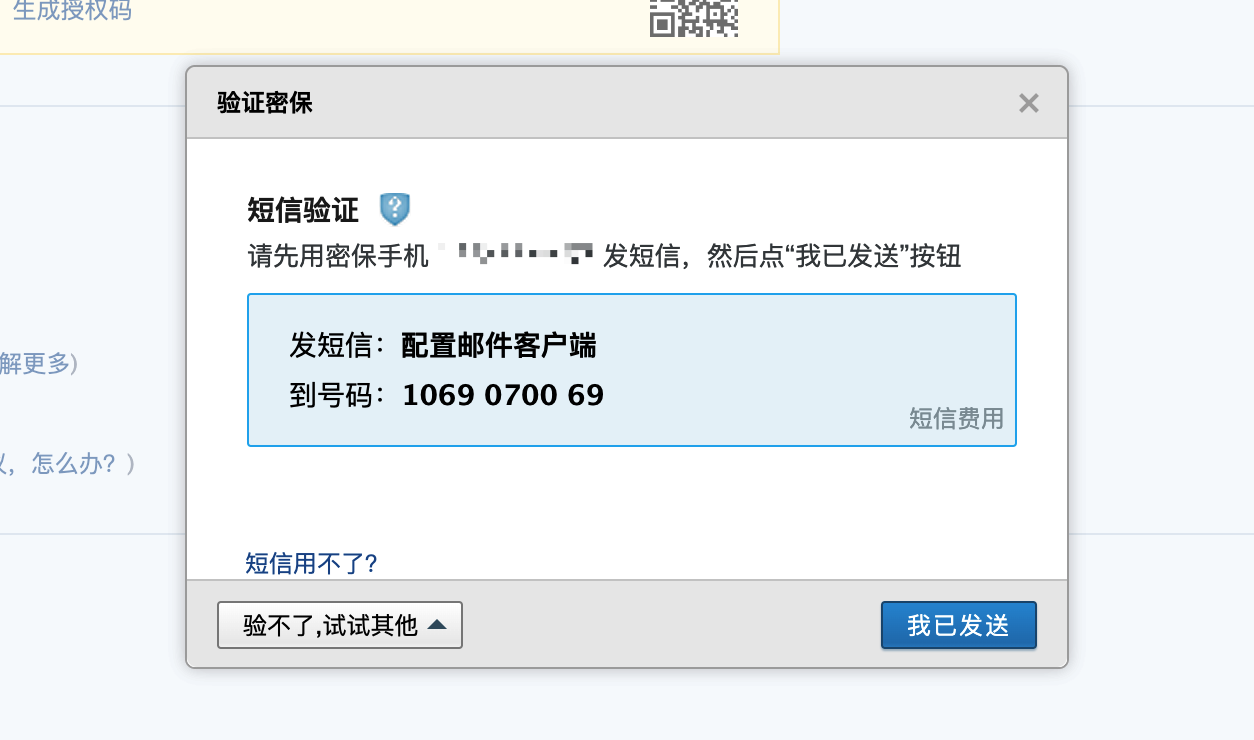 生成授权码
验证密保
短信验证
请先用密保手机 发短信，然后点“我已发送”按钮
发短信：配置邮件客户端
到号码：1069 0700 69
短信费用
解更多）
，怎么办？）
短信用不了？
验不了,试试其他
我已发送